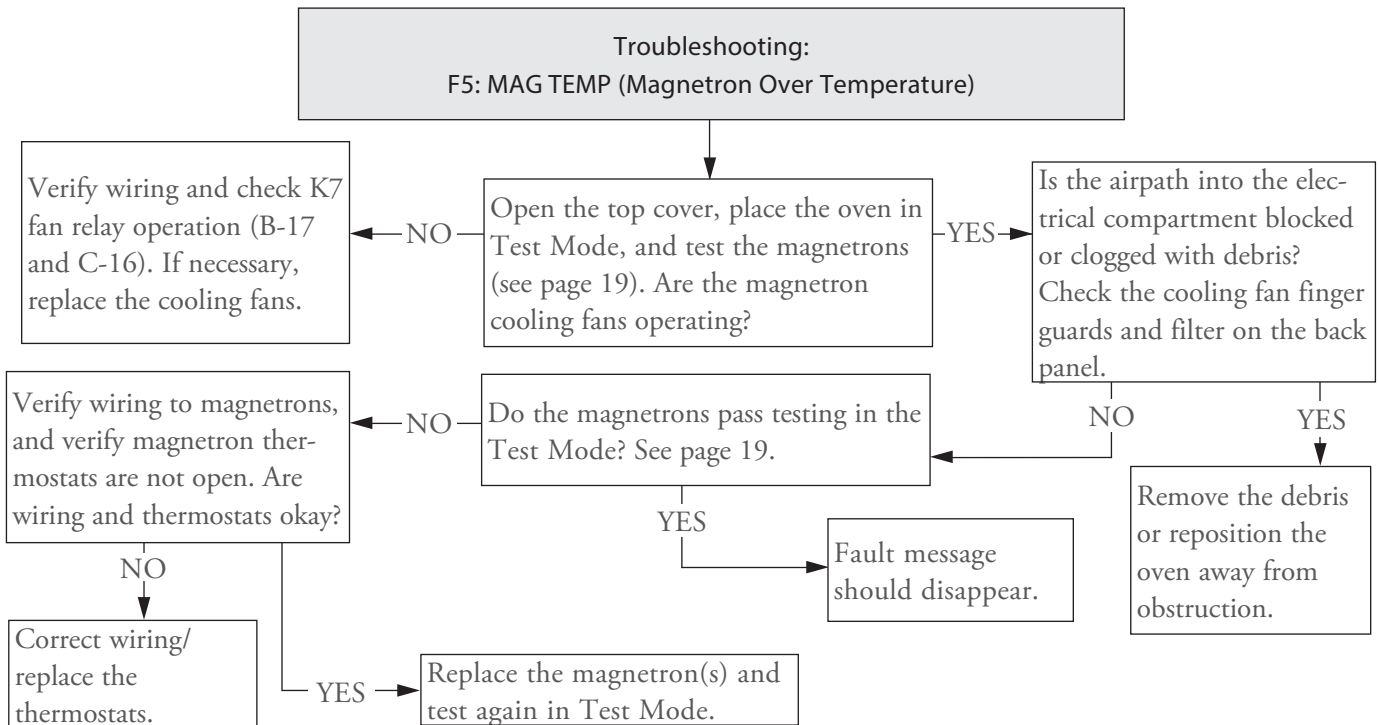 Troubleshooting:
F5: MAG TEMP (Magnetron Over Temperature)
Verify wiring and check K7
fan relay operation (B-17
and C-16). If necessary,
replace the cooling fans.
NO
Open the top cover, place the oven in
Test Mode, and test the magnetrons
(see page 19). Are the magnetron
cooling fans operating?
YES
Is the airpath into the elec-
trical compartment blocked
or clogged with debris?
Check the cooling fan finger
guards and filter on the back
panel.
Verify wiring to magnetrons,
and verify magnetron ther-
mostats are not open. Are
wiring and thermostats okay?
NO
Do the magnetrons pass testing in the
Test Mode? See page 19.
NO
YES
YES
Remove the debris
or reposition the
oven away from
obstruction.
Fault message
should disappear.
NO
Correct wiring/
replace the
thermostats.
YES
Replace the magnetron(s) and
test again in Test Mode.